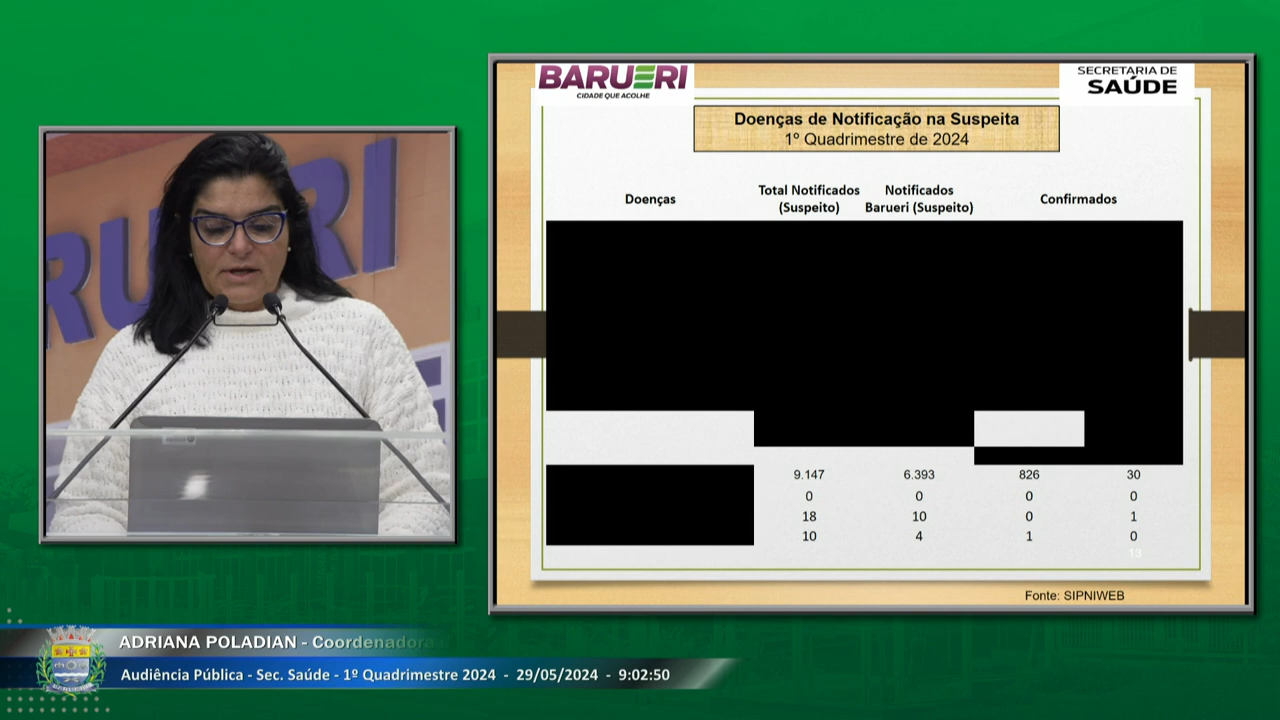 BARUERI
CIDADE QUE ACOLHE
SECRETARIA DE
SAÚDE
Doenças de Notificação na Suspeita
1º Quadrimestre de 2024
Doenças
Total Notificados
(Suspeito)
Notificados
Barueri (Suspeito)
Confirmados
9.147 6.393 826 30
0 0 0 0
18 10 0 1
10 4 1 0
13
Fonte: SIPNIWEB
RU
RI
ADRIANA POLADIAN - Coordenadora
Audiência Pública - Sec. Saúde - 1º Quadrimestre 2024 - 29/05/2024 - 9:02:50